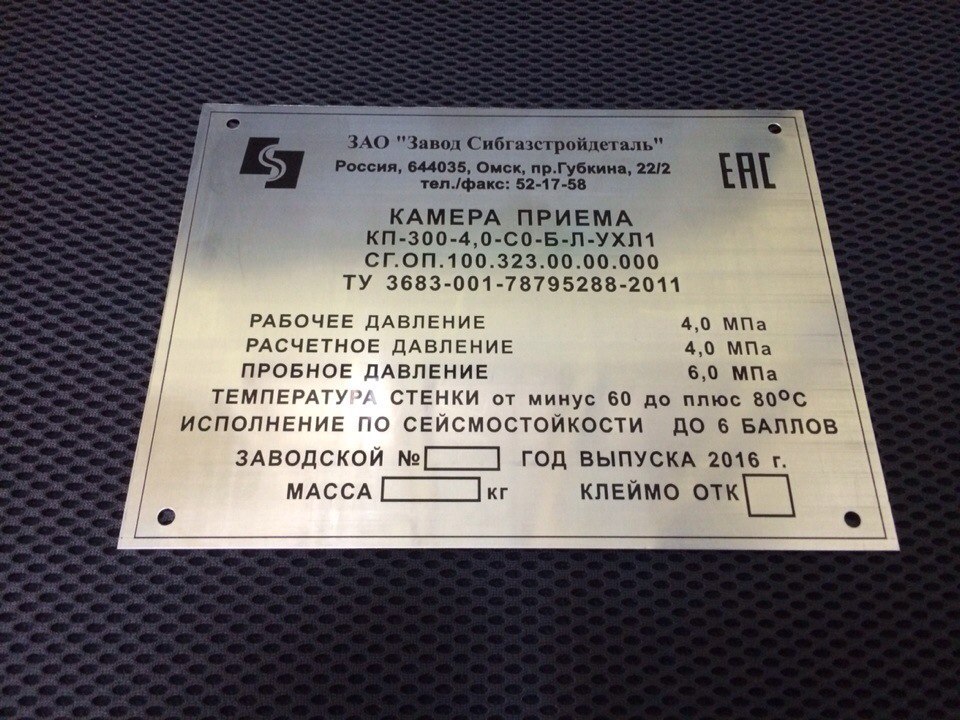 ЗАО "Завод Сибгазстройдеталь"
Россия, 644035, Омск, пр.Губкина, 22/2
тел./факс: 52-17-58
EAC
КАМЕРА ПРИЕМА
КП-300-4,0-С0-Б-Л-УХЛ1
СГ.ОП.100.323.00.00.000
ТУ 3683-001-78795288-2011
РАБОЧЕЕ ДАВЛЕНИЕ 4,0 МПа
РАСЧЕТНОЕ ДАВЛЕНИЕ 4,0 МПа
ПРОБНОЕ ДАВЛЕНИЕ 6,0 МПа
ТЕМПЕРАТУРА СТЕНКИ от минус 60 до плюс 80ºС
ИСПОЛНЕНИЕ ПО СЕЙСМОСТОЙКОСТИ ДО 6 БАЛЛОВ
ЗАВОДСКОЙ № ГОД ВЫПУСКА 2016 г.
МАССА кг КЛЕЙМО ОТК